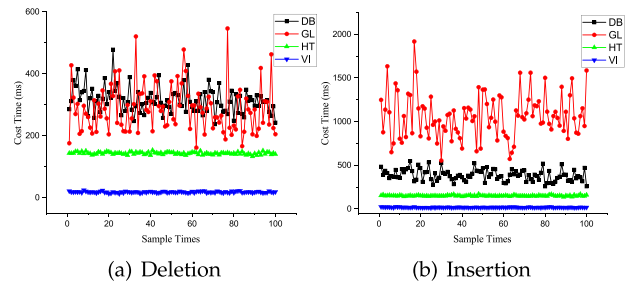 600
400
200
0
Cost Time (ms)
0 20 40 60 80 100
Sample Times
DB
GL
HT
VI
(a) Deletion
2000
1500
1000
500
0
Cost Time (ms)
0 20 40 60 80 100
Sample Times
DB
GL
HT
VI
(b) Insertion